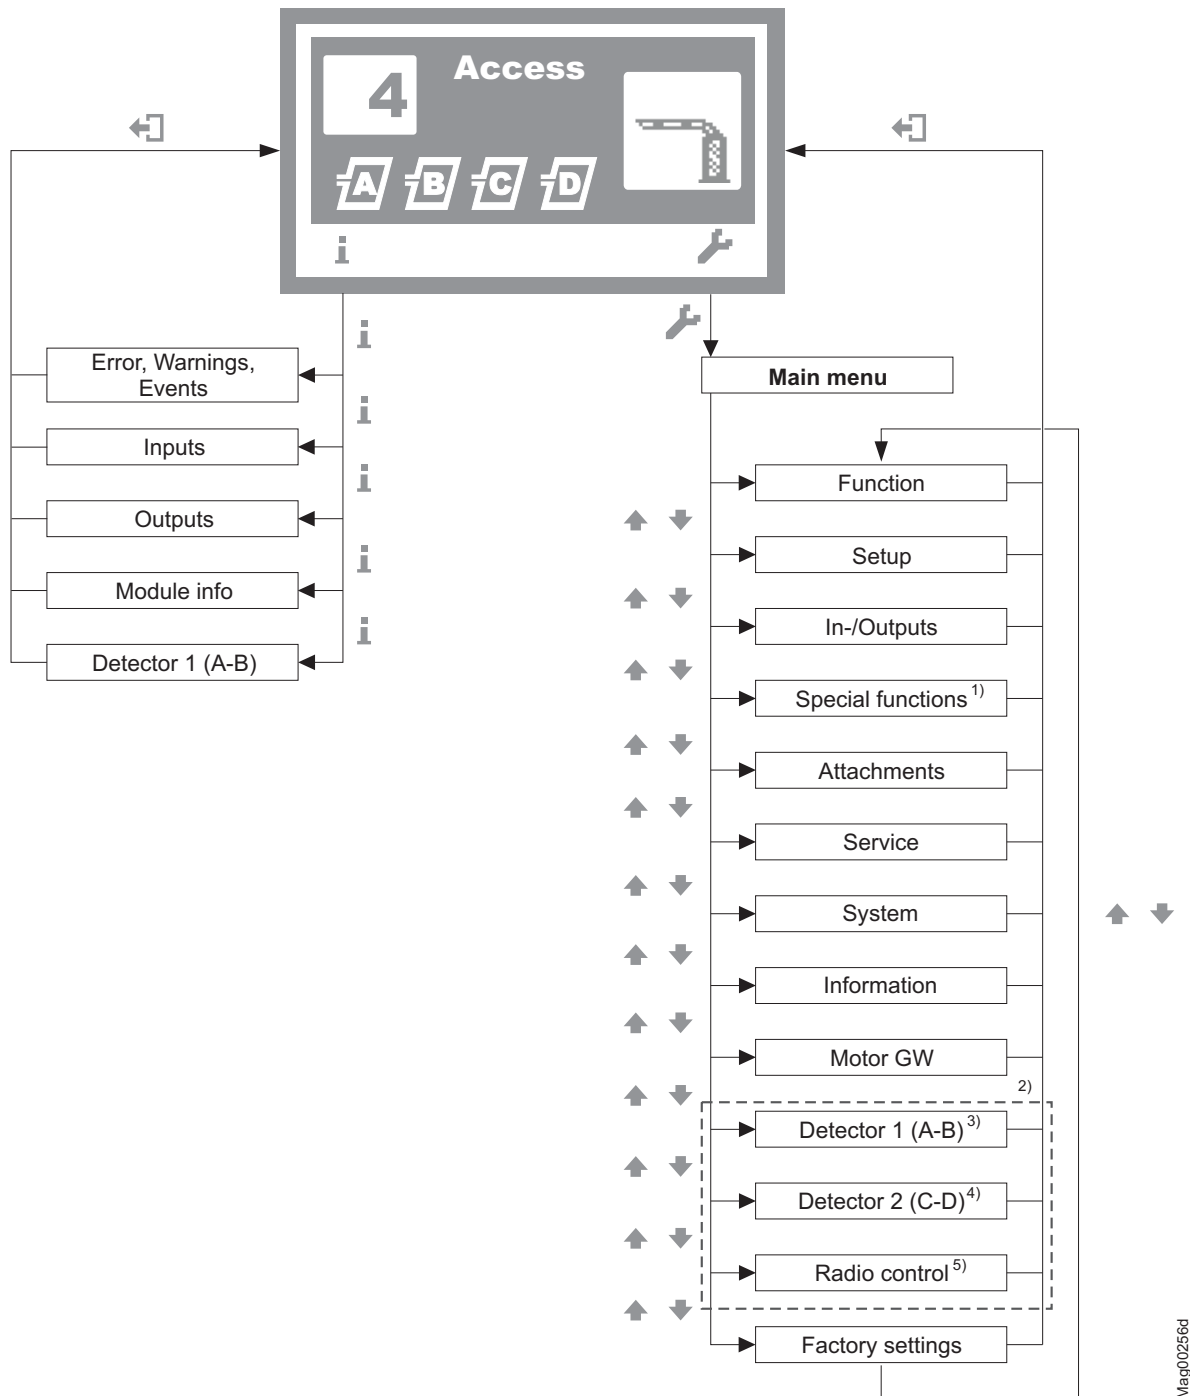 4
Access
A B C D
i
i
Error, Warnings,
Events
i
Inputs
i
Outputs
i
Module info
i
Detector 1 (A-B)
Main menu
Function
Setup
In-/Outputs
Special functions 1)
Attachments
Service
System
Information
Motor GW
2)
Detector 1 (A-B) 3)
Detector 2 (C-D) 4)
Radio control 5)
Factory settings
Mag00256d